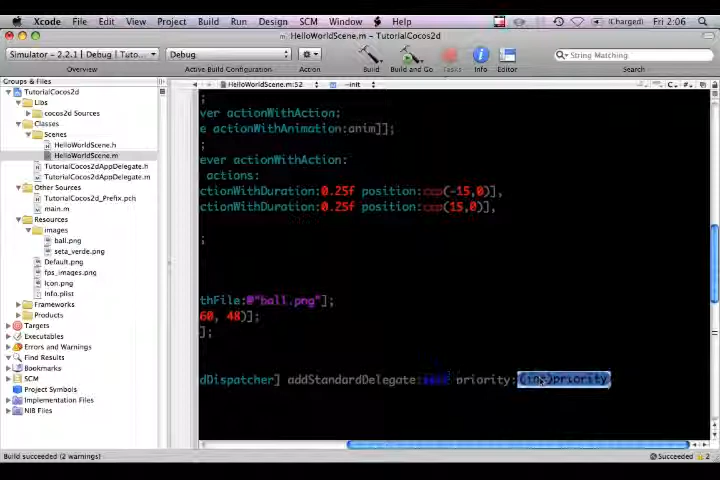 Xcode File Edit View Project Build Run Design SCM Window Help (Charged) Fri 2:06
HelloWorldScene.m - TutorialCocos2d
Simulator - 2.2.1 | Debug | Tuto... Debug String Matching
Overview Active Build Configuration Action Build Build and Go Tasks Info Editor Search
Groups & Files
HelloWorldScene.m:52 -init
TutorialCocos2d
Libs
cocos2d Sources
Classes
Scenes
HelloWorldScene.h
HelloWorldScene.m
TutorialCocos2dAppDelegate.h
TutorialCocos2dAppDelegate.m
Other Sources
TutorialCocos2d_Prefix.pch
main.m
Resources
images
ball.png
seta_verde.png
Default.png
fps_images.png
Icon.png
Info.plist
Frameworks
Products
Targets
Executables
Errors and Warnings
Find Results
Bookmarks
SCM
Project Symbols
Implementation Files
NIB Files
;
ver actionWithAction:
e actionWithAnimation:anim]];
;
ever actionWithAction:
actions:
ctionWithDuration:0.25f position:ccp(-15,0)],
ctionWithDuration:0.25f position:ccp(15,0)],
;
thFile:@"ball.png"];
60, 48)];
];
dDispatcher] addStandardDelegate:self priority:(int)priority
Build succeeded (2 warnings) Succeeded 2